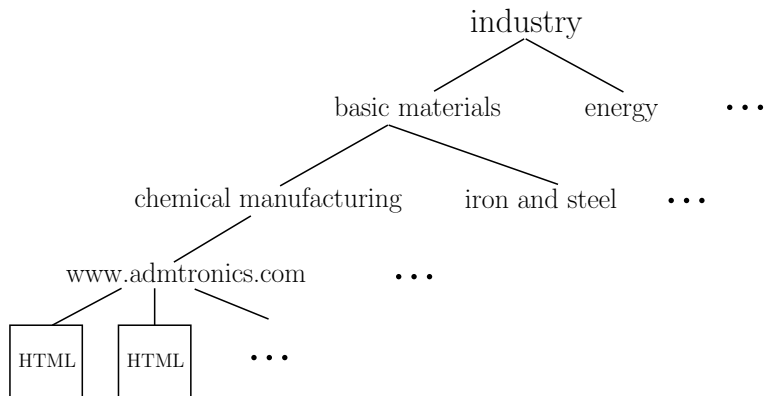 industry
basic materials energy ...
chemical manufacturing iron and steel ...
www.admtronics.com ...
HTML HTML ...